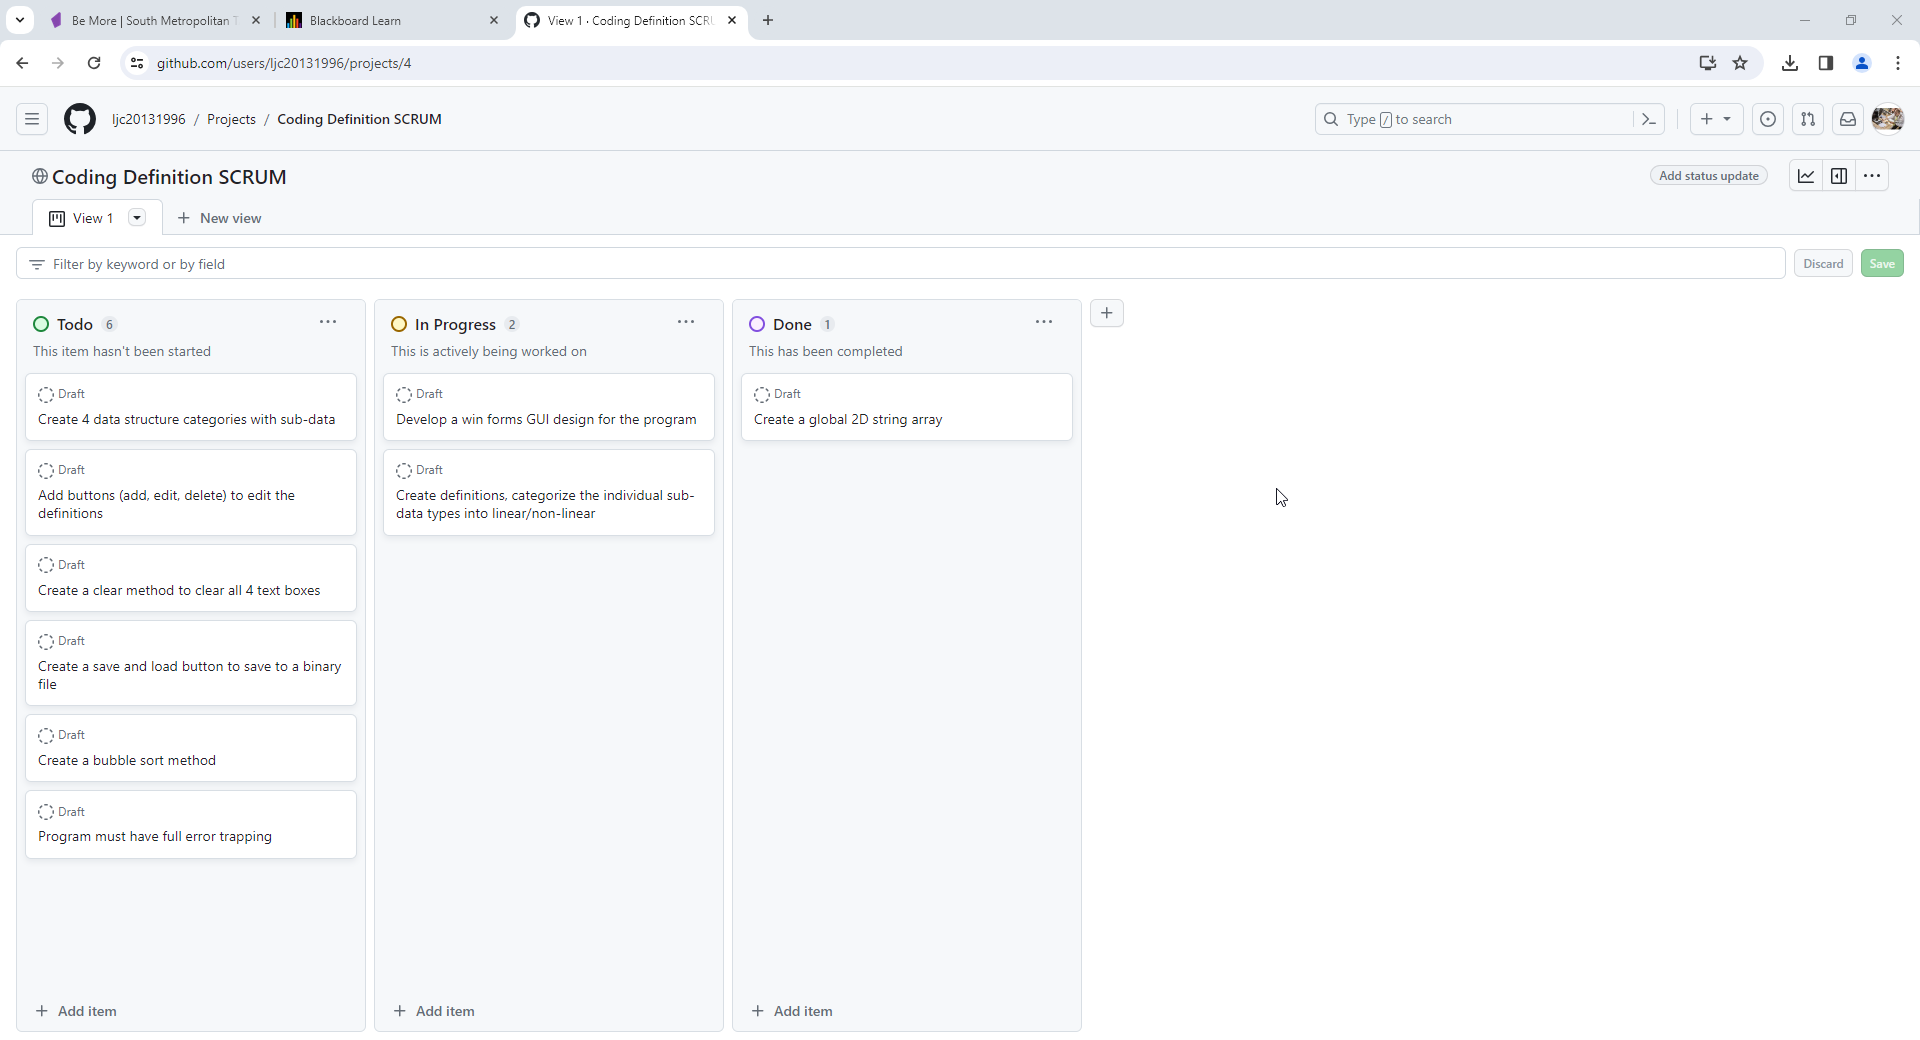 Be More | South Metropolitan T
Blackboard Learn
View 1 · Coding Definition SCRU
github.com/users/ljc20131996/projects/4
ljc20131996 / Projects / Coding Definition SCRUM
Type / to search
Coding Definition SCRUM
Add status update
View 1
New view
Filter by keyword or by field
Discard
Save
Todo 6
This item hasn't been started
Draft
Create 4 data structure categories with sub-data
Draft
Add buttons (add, edit, delete) to edit the
definitions
Draft
Create a clear method to clear all 4 text boxes
Draft
Create a save and load button to save to a binary
file
Draft
Create a bubble sort method
Draft
Program must have full error trapping
Add item
In Progress 2
This is actively being worked on
Draft
Develop a win forms GUI design for the program
Draft
Create definitions, categorize the individual sub-
data types into linear/non-linear
Add item
Done 1
This has been completed
Draft
Create a global 2D string array
Add item